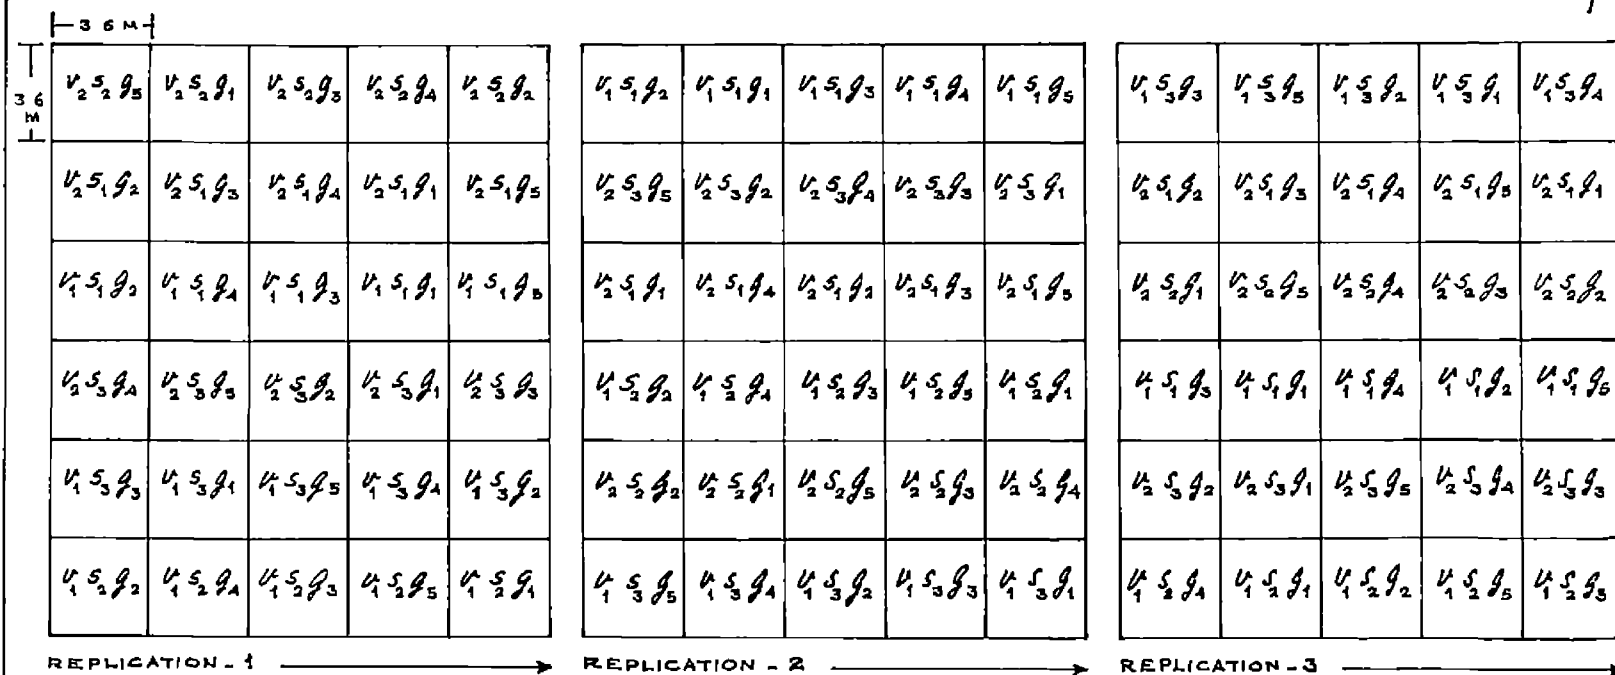 3 6 M
3 6 M
v₂s₂g₅ v₂s₂g₁ v₂s₂g₃ v₂s₂g₄ v₂s₂g₂ v₁s₁g₂ v₁s₁g₁ v₁s₁g₃ v₁s₁g₄ v₁s₁g₅ v₁s₃g₃ v₁s₃g₅ v₁s₃g₂ v₁s₃g₁ v₁s₃g₄
v₂s₁g₂ v₂s₁g₃ v₂s₁g₄ v₂s₁g₁ v₂s₁g₅ v₂s₃g₅ v₂s₃g₂ v₂s₃g₄ v₂s₃g₃ v₂s₃g₁ v₂s₁g₂ v₂s₁g₃ v₂s₁g₄ v₂s₁g₅ v₂s₁g₁
v₁s₁g₂ v₁s₁g₄ v₁s₁g₃ v₁s₁g₁ v₁s₁g₅ v₂s₁g₁ v₂s₁g₄ v₂s₁g₂ v₂s₁g₃ v₂s₁g₅ v₂s₂g₁ v₂s₂g₅ v₂s₂g₄ v₂s₂g₃ v₂s₂g₂
v₂s₃g₄ v₂s₃g₅ v₂s₃g₂ v₂s₃g₁ v₂s₃g₃ v₁s₂g₂ v₁s₂g₄ v₁s₂g₃ v₁s₂g₅ v₁s₂g₁ v₁s₁g₃ v₁s₁g₁ v₁s₁g₄ v₁s₁g₂ v₁s₁g₅
v₁s₃g₃ v₁s₃g₁ v₁s₃g₅ v₁s₃g₄ v₁s₃g₂ v₂s₂g₂ v₂s₂g₁ v₂s₂g₅ v₂s₂g₃ v₂s₂g₄ v₂s₃g₂ v₂s₃g₁ v₂s₃g₅ v₂s₃g₄ v₂s₃g₃
v₁s₂g₂ v₁s₂g₄ v₁s₂g₃ v₁s₂g₅ v₁s₂g₁ v₁s₃g₅ v₁s₃g₄ v₁s₃g₂ v₁s₃g₃ v₁s₃g₁ v₁s₂g₄ v₁s₂g₁ v₁s₂g₂ v₁s₂g₅ v₁s₂g₃
REPLICATION - 1 REPLICATION - 2 REPLICATION - 3